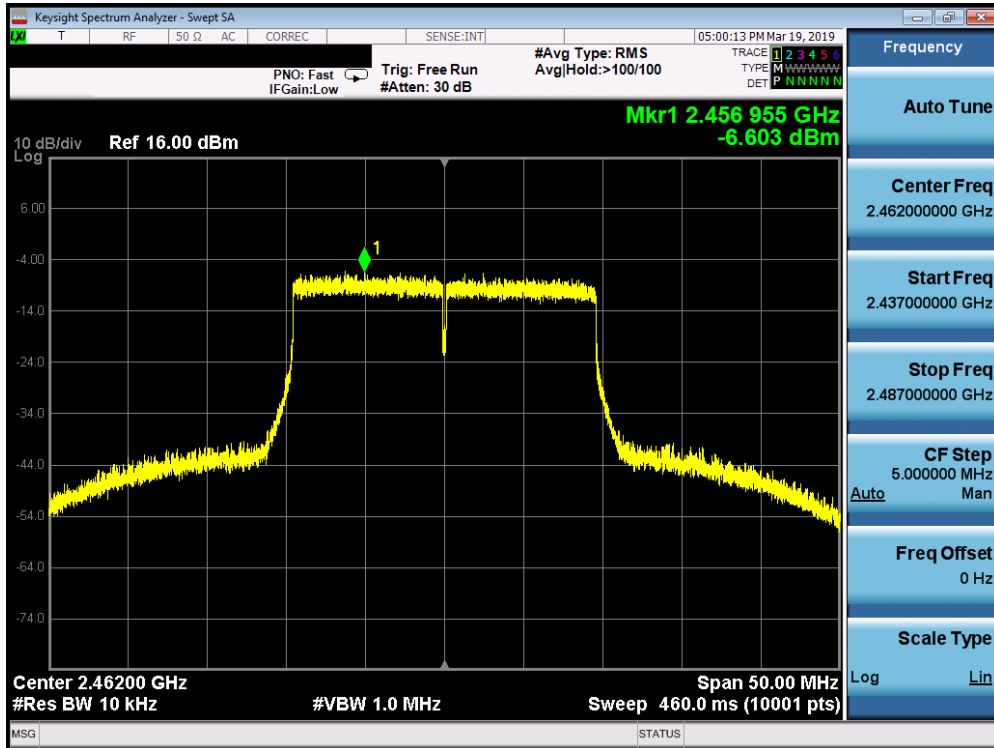 Keysight Spectrum Analyzer - Swept SA
LXI T RF 50 Ω AC CORREC SENSE:INT 05:00:13 PM Mar 19, 2019
PNO: Fast
IFGain:Low
Trig: Free Run
#Atten: 30 dB
#Avg Type: RMS
Avg|Hold:>100/100
TRACE 1 2 3 4 5 6
TYPE M W W W W W
DET P N N N N N
Mkr1 2.456 955 GHz
-6.603 dBm
10 dB/div Ref 16.00 dBm
Log
1
6.00
-4.00
-14.0
-24.0
-34.0
-44.0
-54.0
-64.0
-74.0
Center 2.46200 GHz Span 50.00 MHz
#Res BW 10 kHz #VBW 1.0 MHz Sweep 460.0 ms (10001 pts)
MSG STATUS
Frequency
Auto Tune
Center Freq
2.462000000 GHz
Start Freq
2.437000000 GHz
Stop Freq
2.487000000 GHz
CF Step
5.000000 MHz
Auto Man
Freq Offset
0 Hz
Scale Type
Log Lin